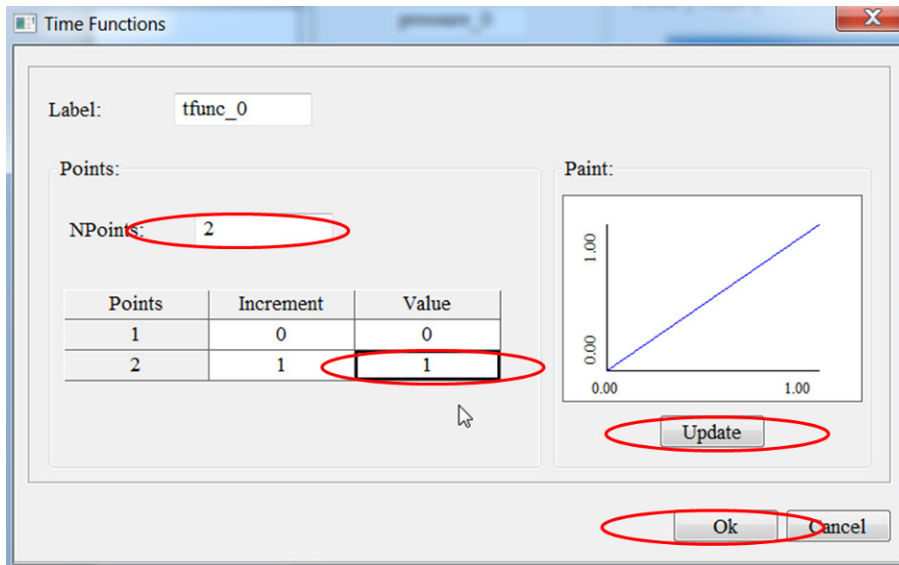 Time Functions
Label: tfunc_0
Points:
NPoints: 2
Points Increment Value
1 0 0
2 1 1
Paint:
1.00
0.00
0.00 1.00
Update
Ok Cancel